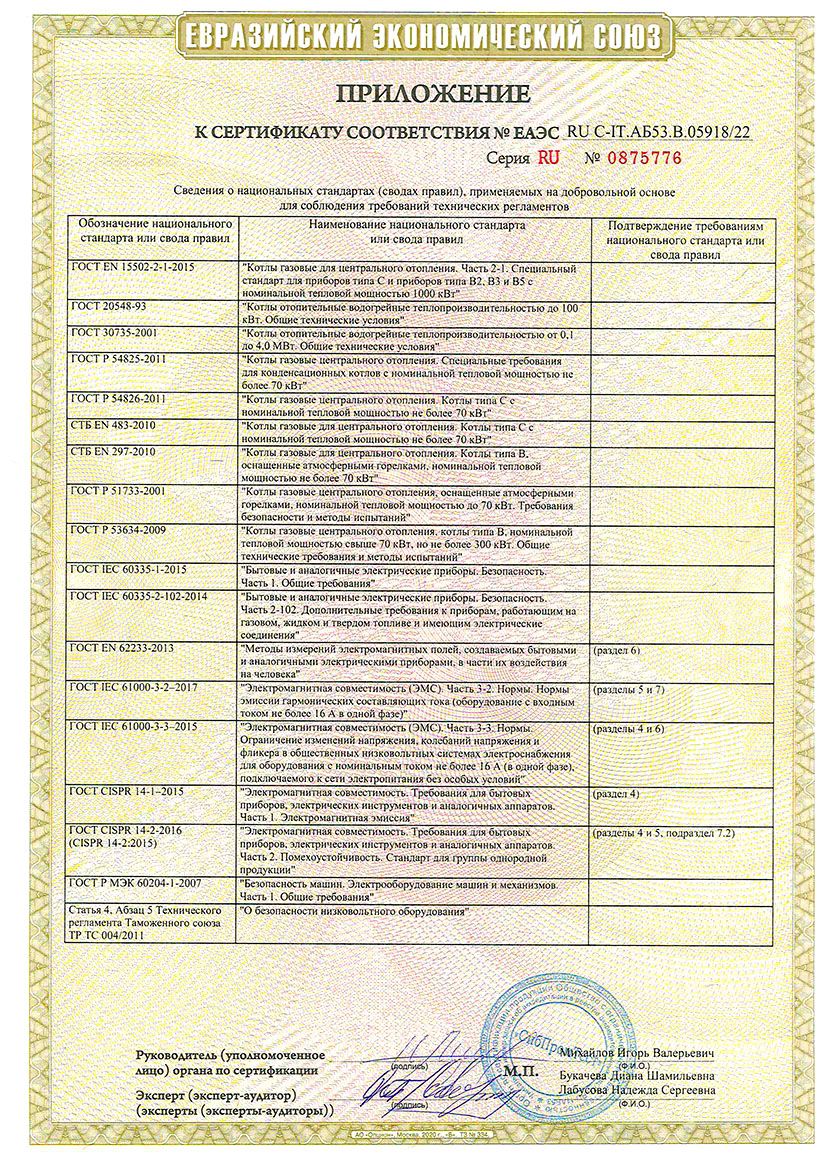 ЕВРАЗИЙСКИЙ ЭКОНОМИЧЕСКИЙ СОЮЗ
ПРИЛОЖЕНИЕ
К СЕРТИФИКАТУ СООТВЕТСТВИЯ № ЕАЭС RU C-IT.АБ53.В.05918/22
Серия RU № 0875776
Сведения о национальных стандартах (сводах правил), применяемых на добровольной основе
для соблюдения требований технических регламентов
Обозначение национального
стандарта или свода правил
Наименование национального стандарта
или свода правил
Подтверждение требованиям
национального стандарта или
свода правил
ГОСТ EN 15502-2-1-2015
"Котлы газовые для центрального отопления. Часть 2-1. Специальный
стандарт для приборов типа С и приборов типа В2, В3 и В5 с
номинальной тепловой мощностью 1000 кВт"
ГОСТ 20548-93
"Котлы отопительные водогрейные теплопроизводительностью до 100
кВт. Общие технические условия"
ГОСТ 30735-2001
"Котлы отопительные водогрейные теплопроизводительностью от 0,1
до 4,0 МВт. Общие технические условия"
ГОСТ Р 54825-2011
"Котлы газовые центрального отопления. Специальные требования
для конденсационных котлов с номинальной тепловой мощностью не
более 70 кВт"
ГОСТ Р 54826-2011
"Котлы газовые центрального отопления. Котлы типа С с
номинальной тепловой мощностью не более 70 кВт"
СТБ EN 483-2010
"Котлы газовые для центрального отопления. Котлы типа С с
номинальной тепловой мощностью не более 70 кВт"
СТБ EN 297-2010
"Котлы газовые для центрального отопления. Котлы типа В,
оснащенные атмосферными горелками, номинальной тепловой
мощностью не более 70 кВт"
ГОСТ Р 51733-2001
"Котлы газовые центрального отопления, оснащенные атмосферными
горелками, номинальной тепловой мощностью до 70 кВт. Требования
безопасности и методы испытаний"
ГОСТ Р 53634-2009
"Котлы газовые центрального отопления, котлы типа В, номинальной
тепловой мощностью свыше 70 кВт, но не более 300 кВт. Общие
технические требования и методы испытаний"
ГОСТ IEC 60335-1-2015
"Бытовые и аналогичные электрические приборы. Безопасность.
Часть 1. Общие требования"
ГОСТ IEC 60335-2-102-2014
"Бытовые и аналогичные электрические приборы. Безопасность.
Часть 2-102. Дополнительные требования к приборам, работающим на
газовом, жидком и твердом топливе и имеющим электрические
соединения"
ГОСТ EN 62233-2013
"Методы измерений электромагнитных полей, создаваемых бытовыми
и аналогичными электрическими приборами, в части их воздействия
на человека"
(раздел 6)
ГОСТ IEC 61000-3-2–2017
"Электромагнитная совместимость (ЭМС). Часть 3-2. Нормы. Нормы
эмиссии гармонических составляющих тока (оборудование с входным
током не более 16 А в одной фазе)"
(разделы 5 и 7)
ГОСТ IEC 61000-3-3–2015
"Электромагнитная совместимость (ЭМС). Часть 3-3. Нормы.
Ограничение изменений напряжения, колебаний напряжения и
фликера в общественных низковольтных системах электроснабжения
для оборудования с номинальным током не более 16 А (в одной фазе),
подключаемого к сети электропитания без особых условий"
(разделы 4 и 6)
ГОСТ CISPR 14-1–2015
"Электромагнитная совместимость. Требования для бытовых
приборов, электрических инструментов и аналогичных аппаратов.
Часть 1. Электромагнитная эмиссия"
(раздел 4)
ГОСТ CISPR 14-2-2016
(CISPR 14-2:2015)
"Электромагнитная совместимость. Требования для бытовых
приборов, электрических инструментов и аналогичных аппаратов.
Часть 2. Помехоустойчивость. Стандарт для группы однородной
продукции"
(разделы 4 и 5, подраздел 7.2)
ГОСТ Р МЭК 60204-1-2007
"Безопасность машин. Электрооборудование машин и механизмов.
Часть 1. Общие требования"
Статья 4, Абзац 5 Технического
регламента Таможенного союза
ТР ТС 004/2011
"О безопасности низковольтного оборудования"
Руководитель (уполномоченное
лицо) органа по сертификации
(подпись)
М.П.
Михайлов Игорь Валерьевич
(Ф.И.О.)
Букачева Диана Шамильевна
Лабусова Надежда Сергеевна
(Ф.И.О.)
Эксперт (эксперт-аудитор)
(эксперты (эксперты-аудиторы))
(подпись)
АО «Опцион», Москва, 2020 г., «Б». ТЗ № 334.